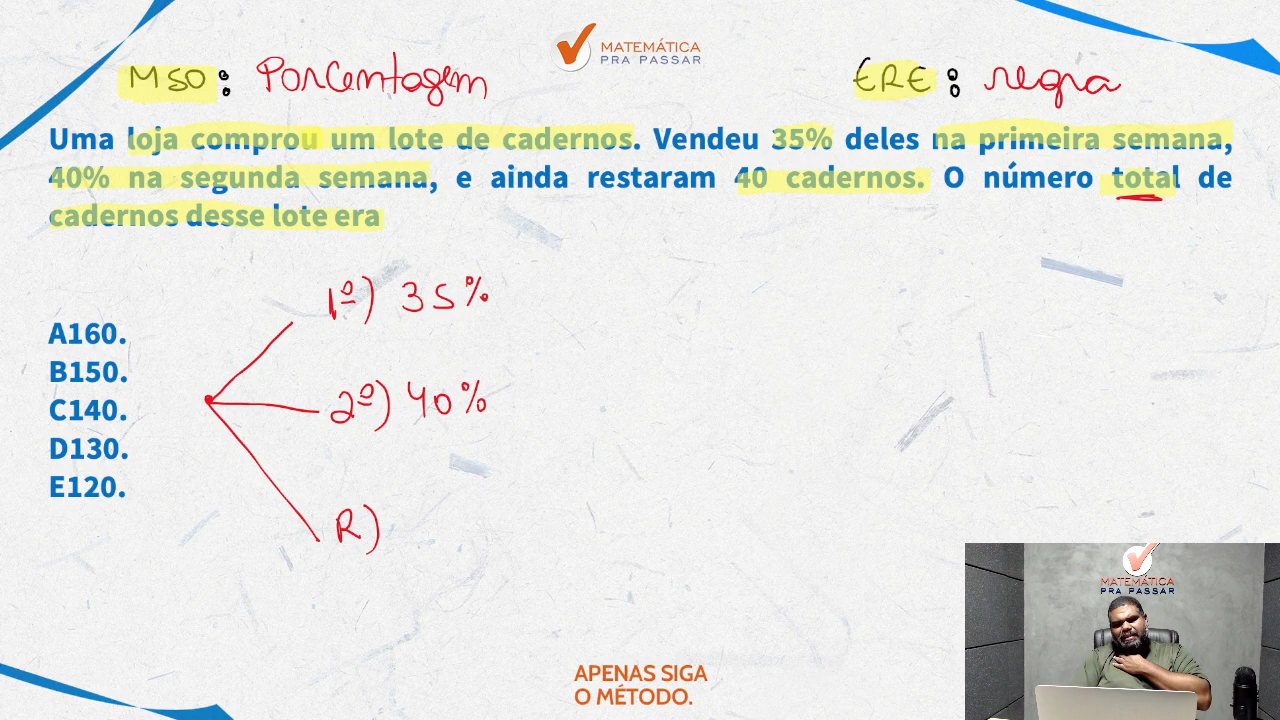 MATEMÁTICA
PRA PASSAR
MSO: Porcentagem
ERE: regra
Uma loja comprou um lote de cadernos. Vendeu 35% deles na primeira semana,
40% na segunda semana, e ainda restaram 40 cadernos. O número total de
cadernos desse lote era
1º) 35%
A160.
B150.
2º) 40%
C140.
D130.
E120.
R)
MATEMÁTICA
PRA PASSAR
APENAS SIGA
O MÉTODO.